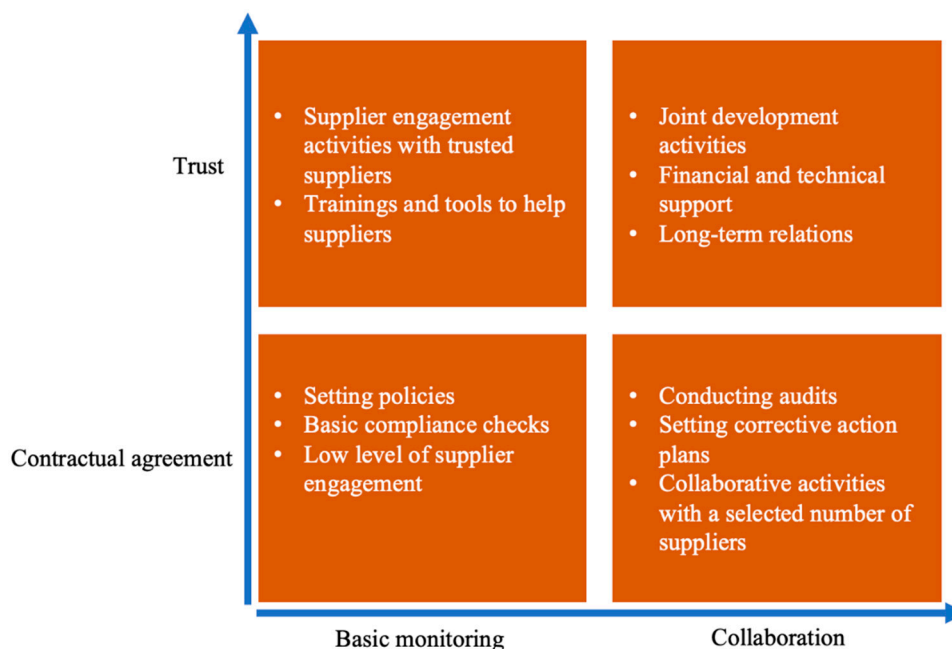 Trust
• Supplier engagement
activities with trusted
suppliers
• Trainings and tools to help
suppliers
• Joint development
activities
• Financial and technical
support
• Long-term relations
Contractual agreement
• Setting policies
• Basic compliance checks
• Low level of supplier
engagement
• Conducting audits
• Setting corrective action
plans
• Collaborative activities
with a selected number of
suppliers
Basic monitoring
Collaboration